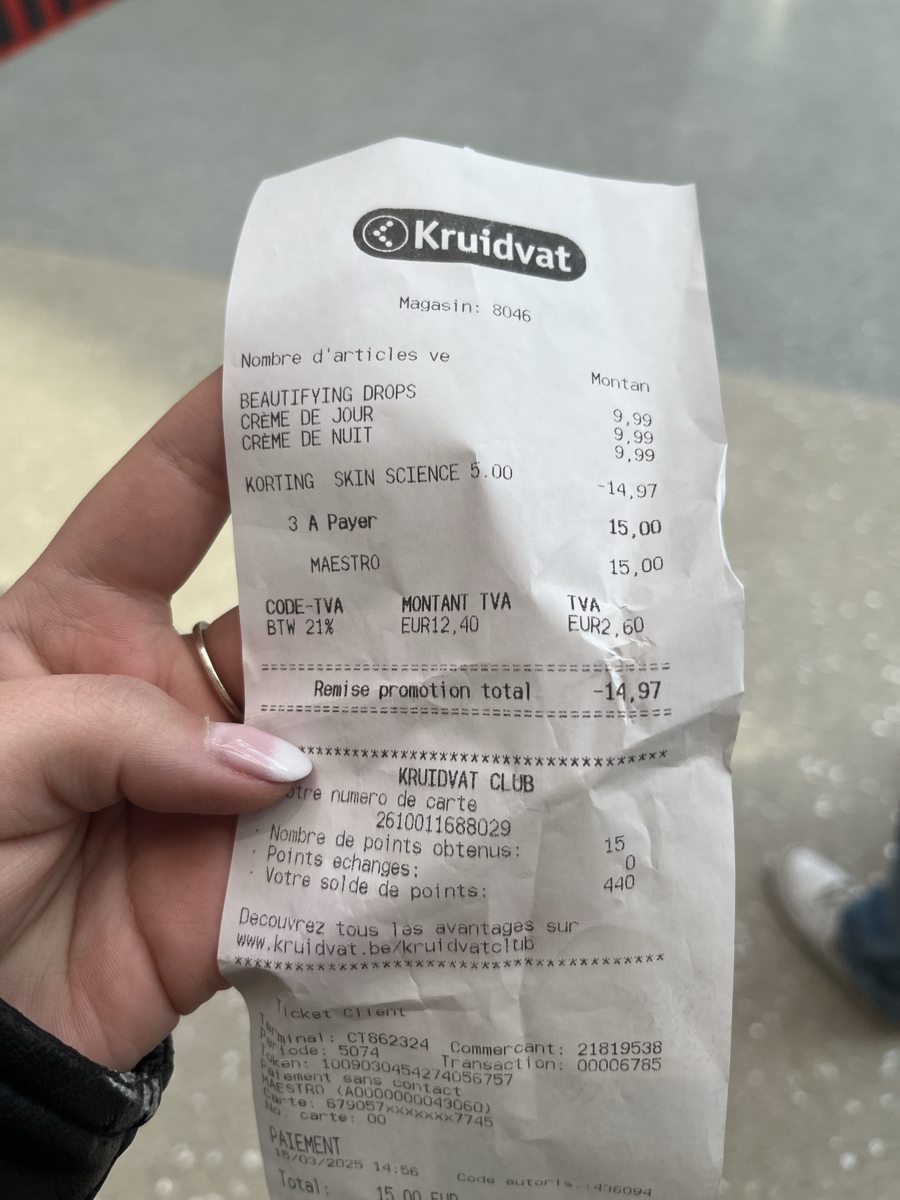 Kruidvat
Magasin: 8046
Nombre d'articles ve
Montan
BEAUTIFYING DROPS 9,99
CRÈME DE JOUR 9,99
CRÈME DE NUIT 9,99
KORTING SKIN SCIENCE 5.00 -14,97
3 A Payer 15,00
MAESTRO 15,00
CODE-TVA MONTANT TVA TVA
BTW 21% EUR12,40 EUR2,60
================================================
Remise promotion total -14,97
================================================
****************************************
KRUIDVAT CLUB
otre numero de carte
2610011688029
· Nombre de points obtenus: 15
· Points echanges: 0
· Votre solde de points: 440
Decouvrez tous las avantages sur
www.kruidvat.be/kruidvatclub
****************************************
Ticket Client
Terminal: CT862324 Commercant: 21819538
Periode: 5074 Transaction: 00006785
Token: 1009030454274056757
Paiement sans contact
MAESTRO (A0000000043060)
Carte: 679057xxxxxxx7745
No. carte: 00
PAIEMENT
15/03/2025 14:56 Code autoris.:436094
Total: 15,00 EUR